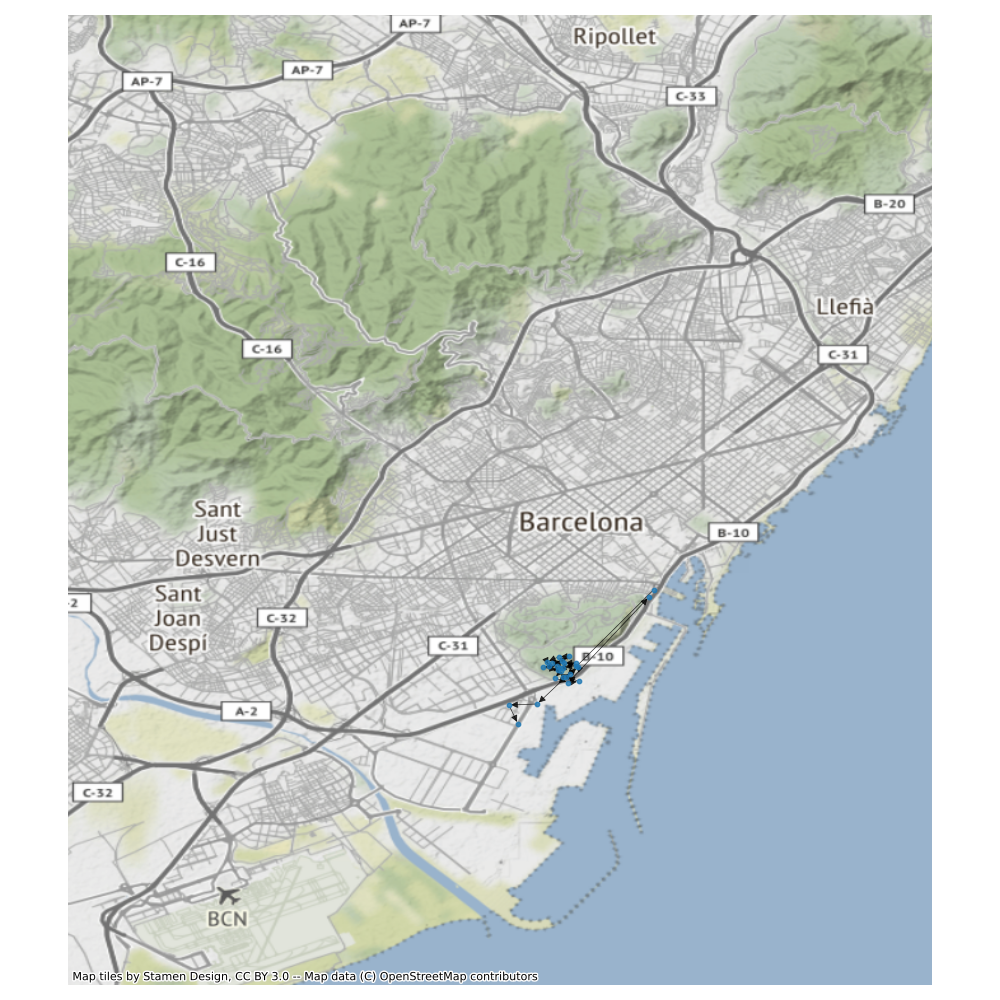 AP-7
Ripollet
AP-7
AP-7
C-33
B-20
C-16
Llefià
C-16
C-31
Sant
Just
Desvern
Barcelona
B-10
-2
Sant
Joan
Despí
C-32
C-31
B-10
A-2
C-32
BCN
Map tiles by Stamen Design, CC BY 3.0 -- Map data (C) OpenStreetMap contributors